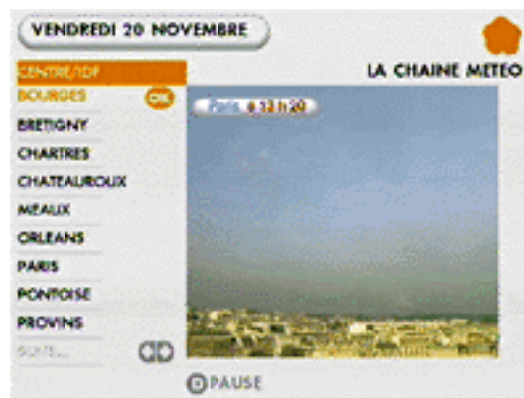 VENDREDI 20 NOVEMBRE
LA CHAINE METEO
CENTRE/IDF
BOURGES OK
Paris à 13 h 20
BRETIGNY
CHARTRES
CHATEAUROUX
MEAUX
ORLEANS
PARIS
PONTOISE
PROVINS
SUITE...
PAUSE